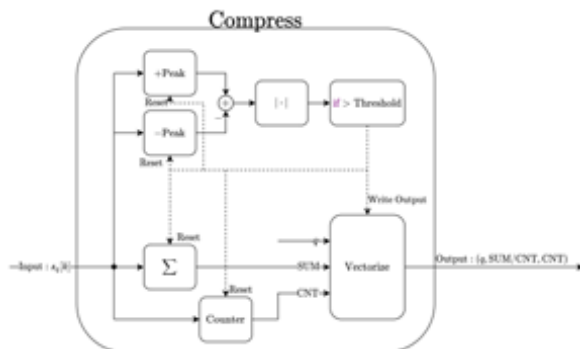 Compress
+Peak
Reset
+
−
| · |
if > Threshold
−Peak
Reset
Write Output
Reset
q
Input : s_q[k]
Σ
SUM
Vectorize
Output : (q, SUM/CNT, CNT)
Reset
CNT
Counter